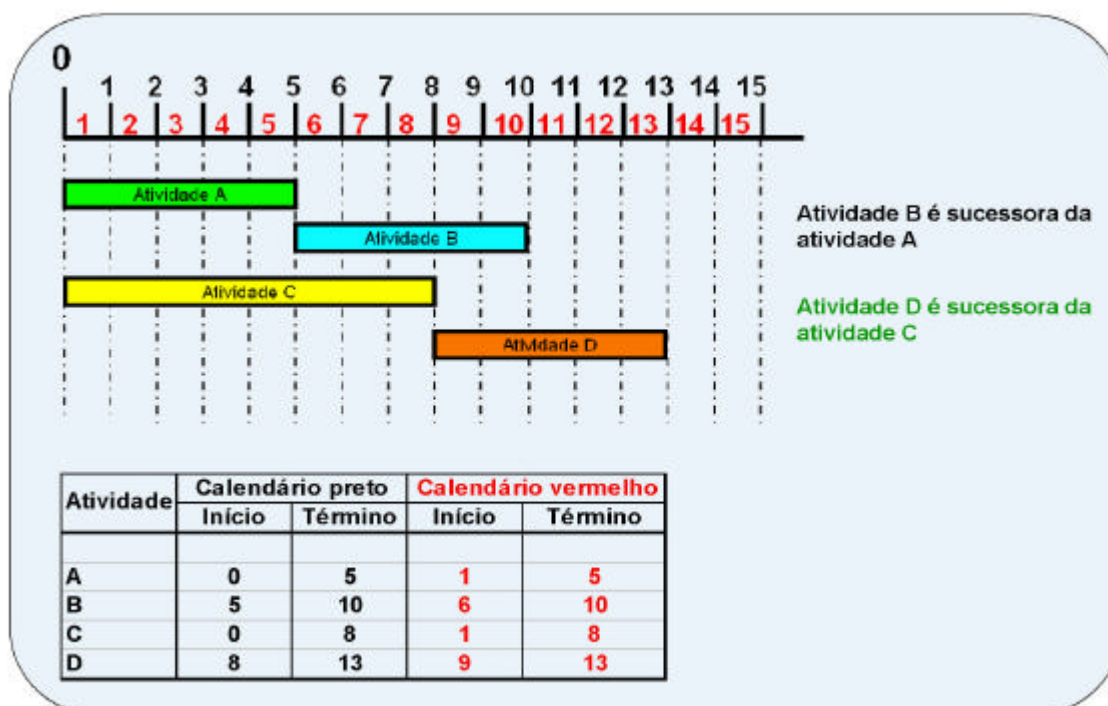 0
1 2 3 4 5 6 7 8 9 10 11 12 13 14 15
1 2 3 4 5 6 7 8 9 10 11 12 13 14 15
Atividade A
Atividade B
Atividade B é sucessora da
atividade A
Atividade C
Atividade D é sucessora da
atividade C
Atividade D
Atividade Calendário preto Calendário vermelho
Início Término Início Término
A 0 5 1 5
B 5 10 6 10
C 0 8 1 8
D 8 13 9 13